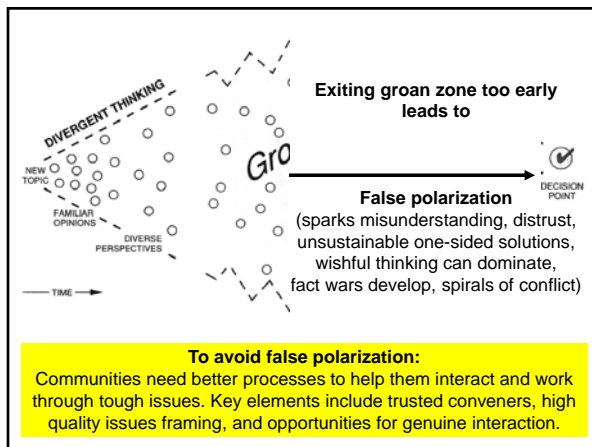 Exiting groan zone too early
leads to
DIVERGENT THINKING
Gro
NEW
TOPIC
FAMILIAR
OPINIONS
DIVERSE
PERSPECTIVES
DECISION
POINT
False polarization
(sparks misunderstanding, distrust,
unsustainable one-sided solutions,
wishful thinking can dominate,
fact wars develop, spirals of conflict)
TIME
To avoid false polarization:
Communities need better processes to help them interact and work
through tough issues. Key elements include trusted conveners, high
quality issues framing, and opportunities for genuine interaction.